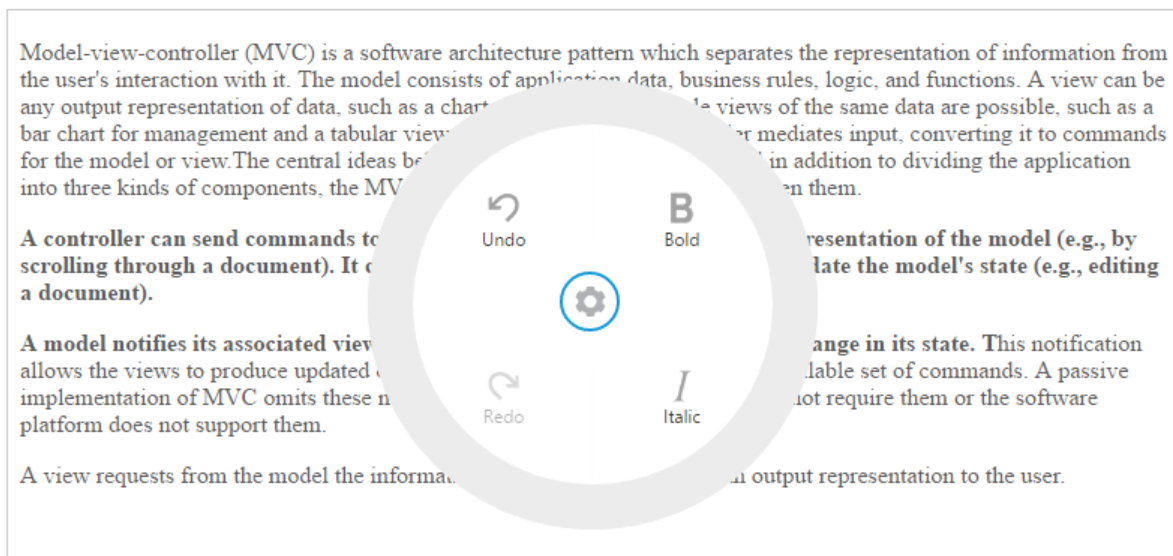 Model-view-controller (MVC) is a software architecture pattern which separates the representation of information from
the user's interaction with it. The model consists of application data, business rules, logic, and functions. A view can be
any output representation of data, such as a chart views of the same data are possible, such as a
bar chart for management and a tabular view mediates input, converting it to commands
for the model or view.The central ideas in addition to dividing the application
into three kinds of components, the them.
A controller can send commands of the model (e.g., by
scrolling through a document). It the model's state (e.g., editing
a document).
A model notifies its associated in its state. This notification
allows the views to produce updated set of commands. A passive
implementation of MVC omits these not require them or the software
platform does not support them.
A view requests from the model the output representation to the user.
Undo
Bold
Redo
Italic